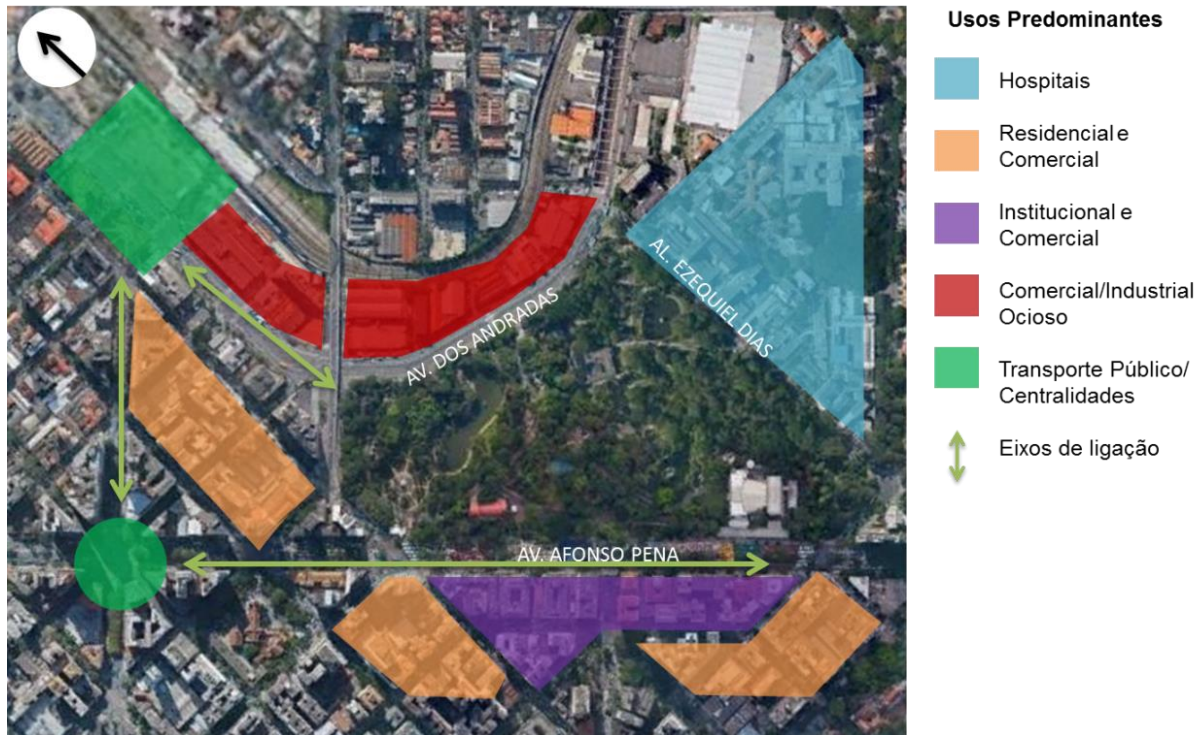 Usos Predominantes
Hospitais
Residencial e
Comercial
Institucional e
Comercial
Comercial/Industrial
Ocioso
Transporte Público/
Centralidades
Eixos de ligação
AV. DOS ANDRADAS
AL. EZEQUIEL DIAS
AV. AFONSO PENA